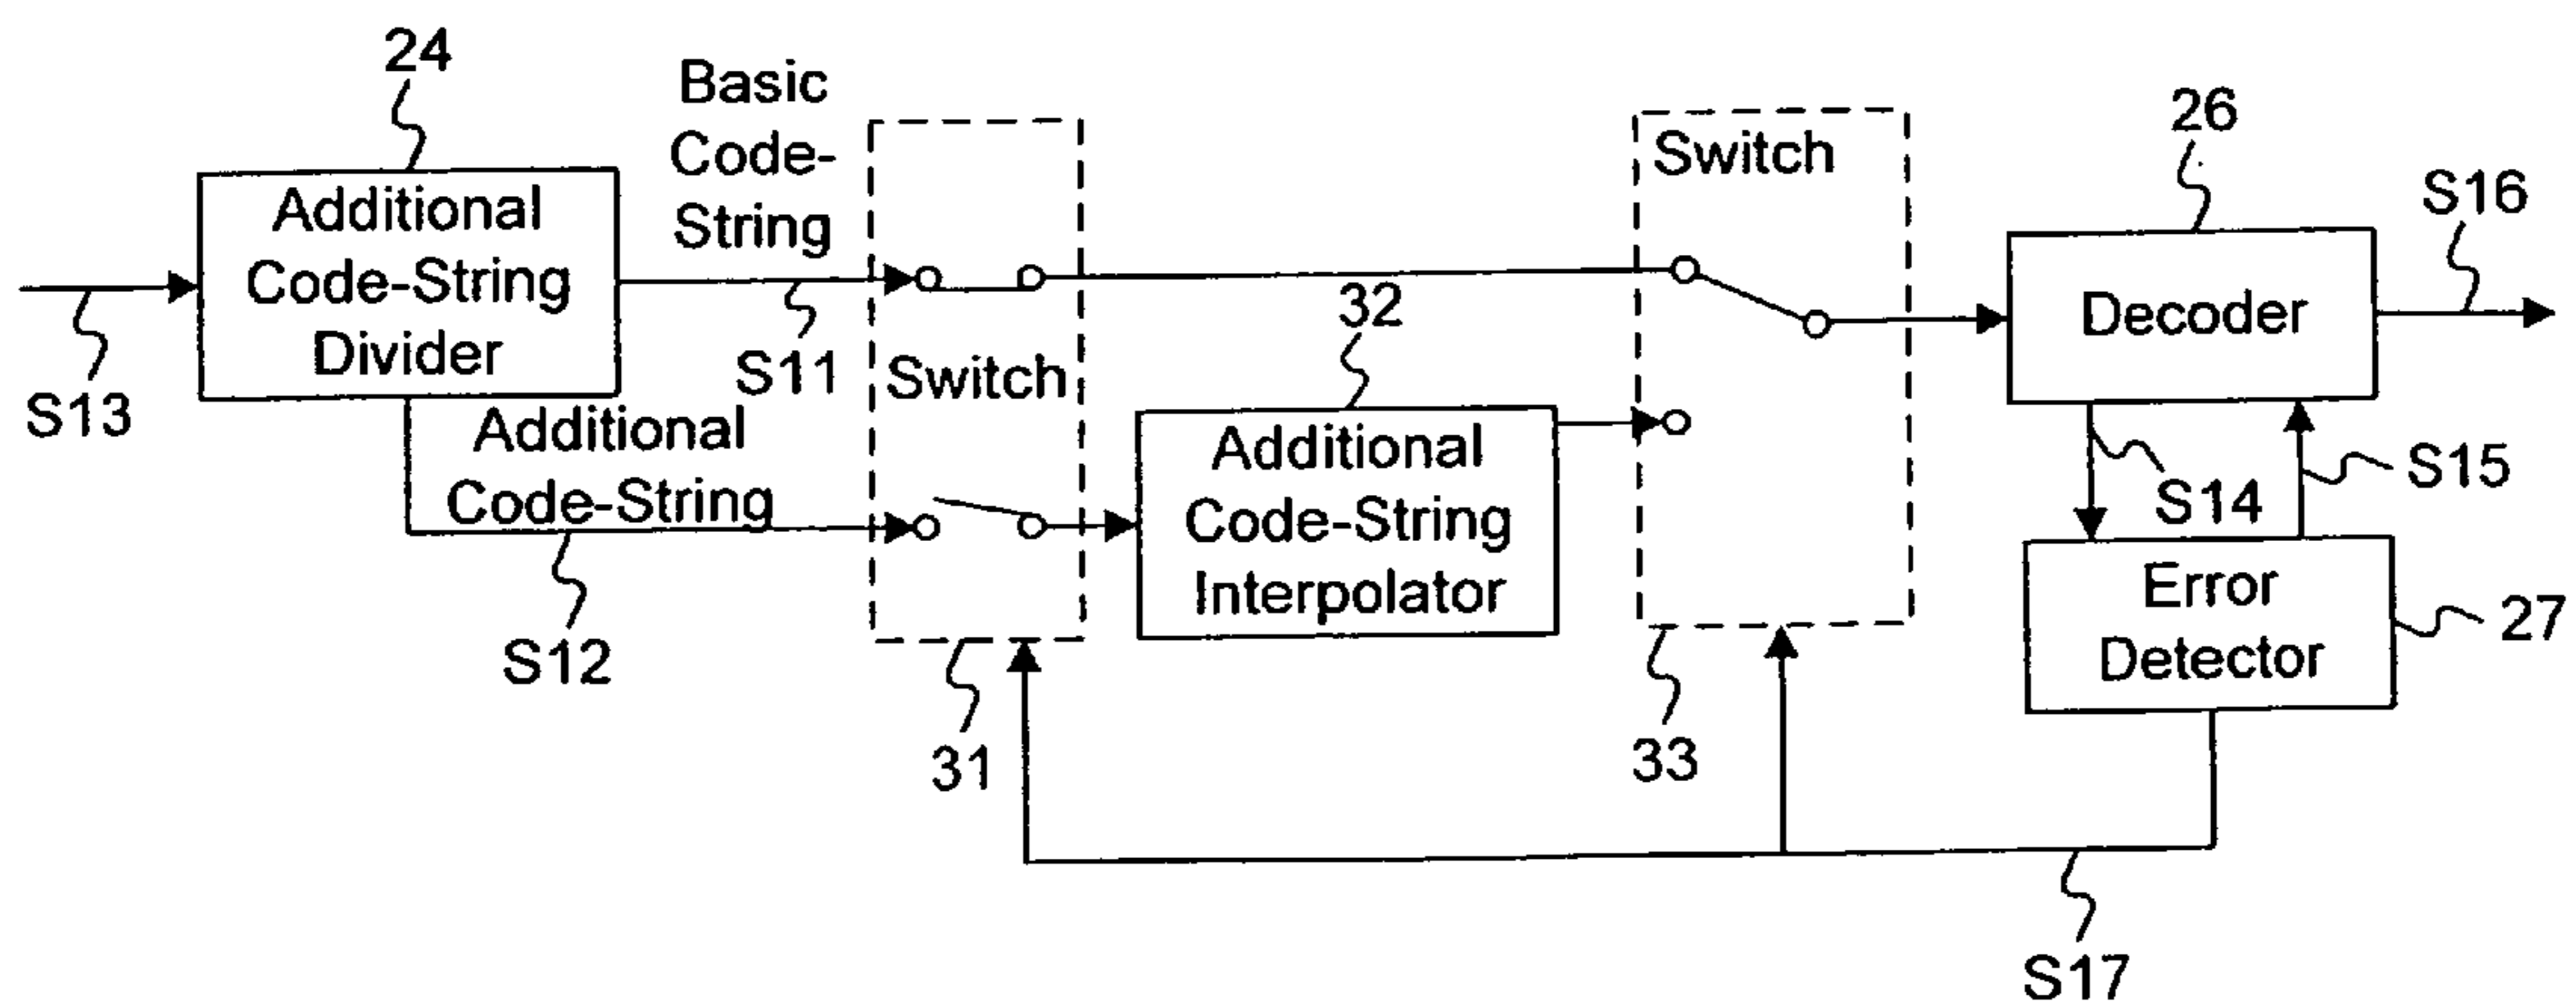 24
Basic
Code-
String
Additional
Code-String
Divider
S13
S11
Switch
Additional
Code-String
S12
31
32
Additional
Code-String
Interpolator
Switch
33
26
Decoder
S16
S14
S15
Error
Detector
27
S17